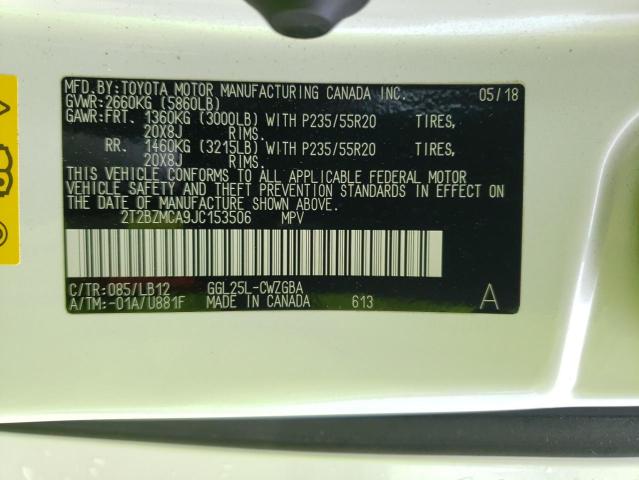 MFD.BY:TOYOTA MOTOR MANUFACTURING CANADA INC. 05/18
GVWR:2660KG (5860LB)
GAWR:FRT. 1360KG (3000LB) WITH P235/55R20 TIRES,
20X8J RIMS.
RR. 1460KG (3215LB) WITH P235/55R20 TIRES,
20X8J RIMS.
THIS VEHICLE CONFORMS TO ALL APPLICABLE FEDERAL MOTOR
VEHICLE SAFETY AND THEFT PREVENTION STANDARDS IN EFFECT
ON THE DATE OF MANUFACTURE SHOWN ABOVE.
2T2BZMCA9JC153506 MPV
C/TR:085/LB12 GGL25L-CWZGBA
A/TM:-01A/U881F MADE IN CANADA 613 A